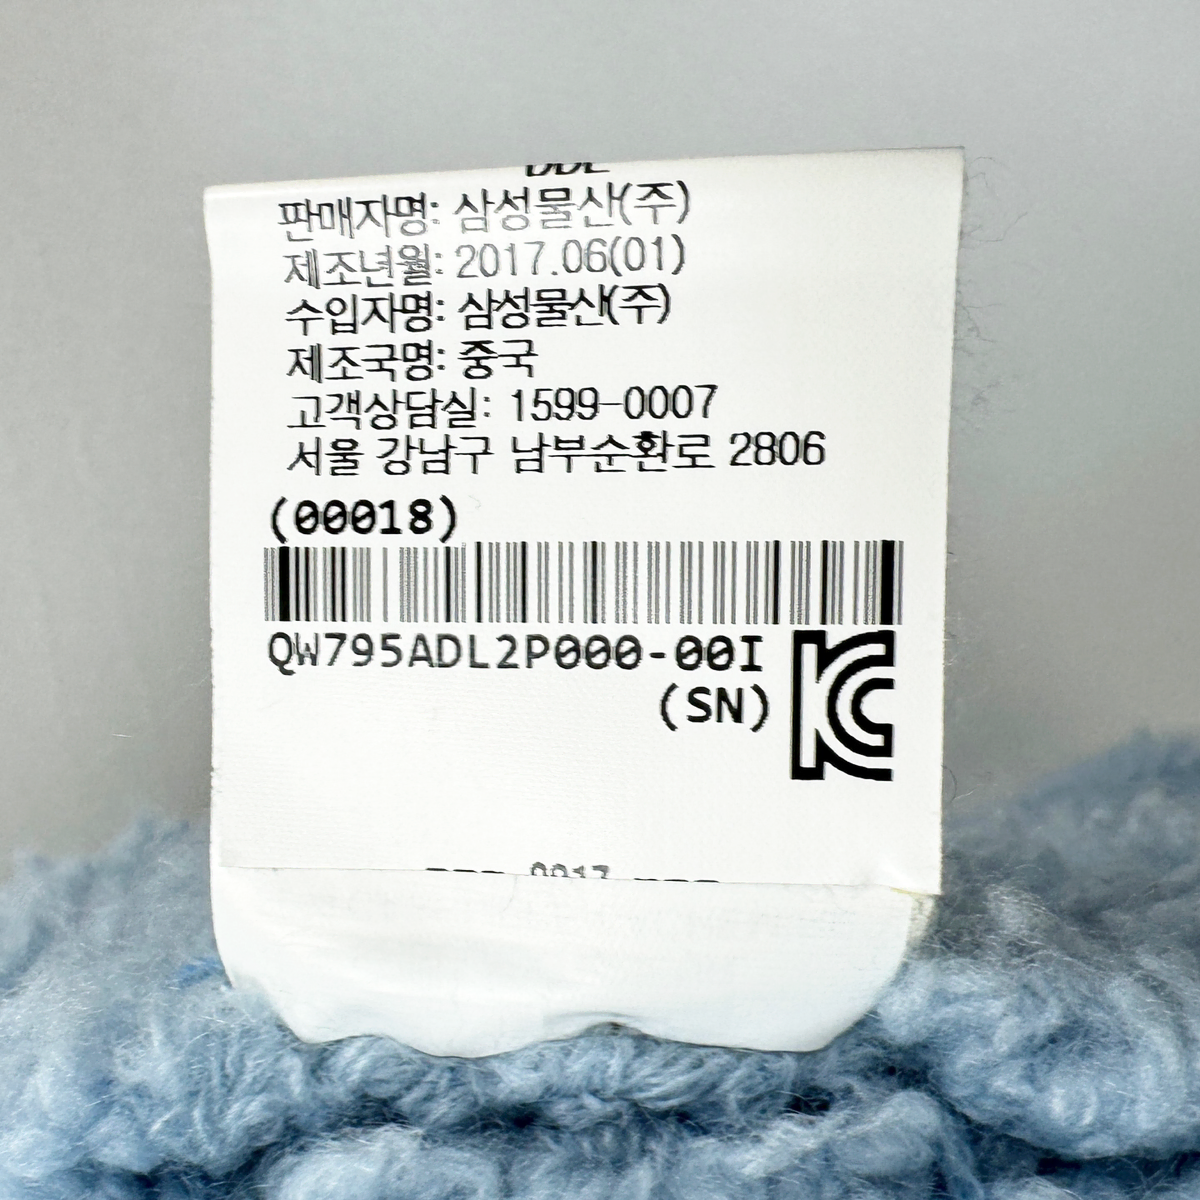 판매자명: 삼성물산(주)
제조년월: 2017.06(01)
수입자명: 삼성물산(주)
제조국명: 중국
고객상담실: 1599-0007
서울 강남구 남부순환로 2806
(00018)
QW795ADL2P000-00I
(SN)